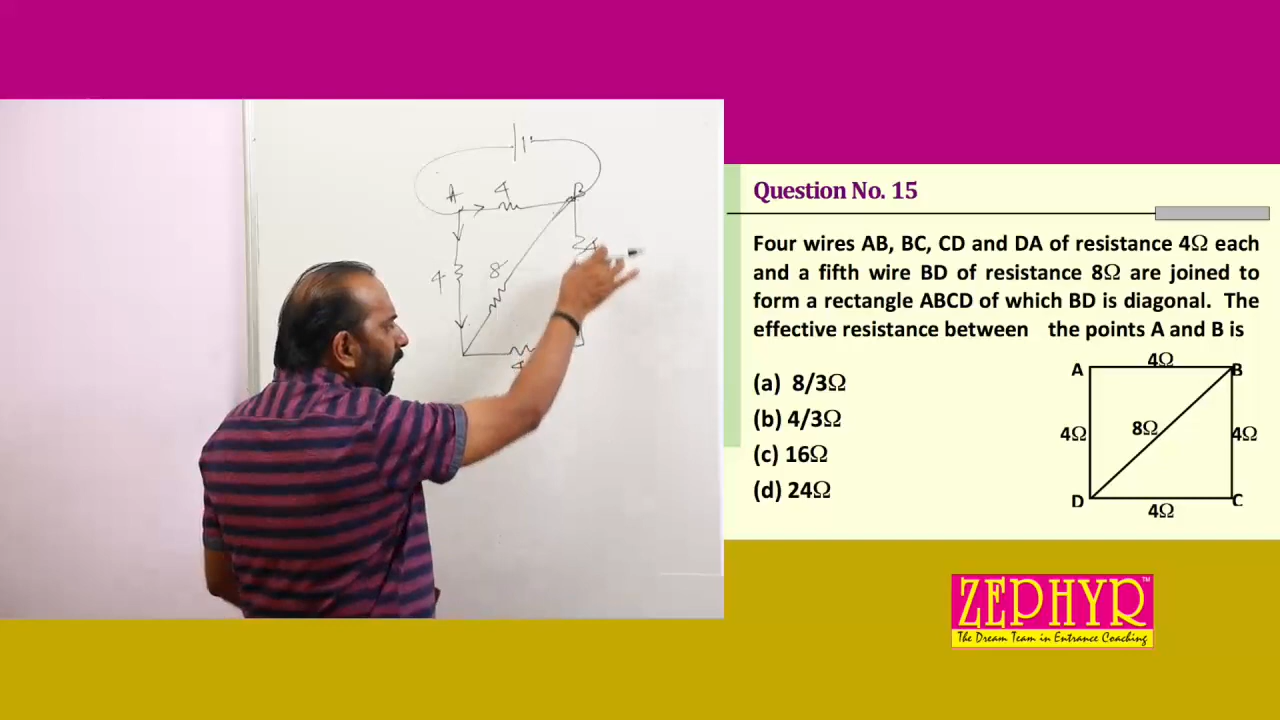 A 4 B
4
8
4
4
Question No. 15
Four wires AB, BC, CD and DA of resistance 4Ω each
and a fifth wire BD of resistance 8Ω are joined to
form a rectangle ABCD of which BD is diagonal. The
effective resistance between the points A and B is
(a) 8/3Ω
(b) 4/3Ω
(c) 16Ω
(d) 24Ω
4Ω
A B
4Ω 8Ω 4Ω
D C
4Ω
ZEPHYR™
The Dream Team in Entrance Coaching